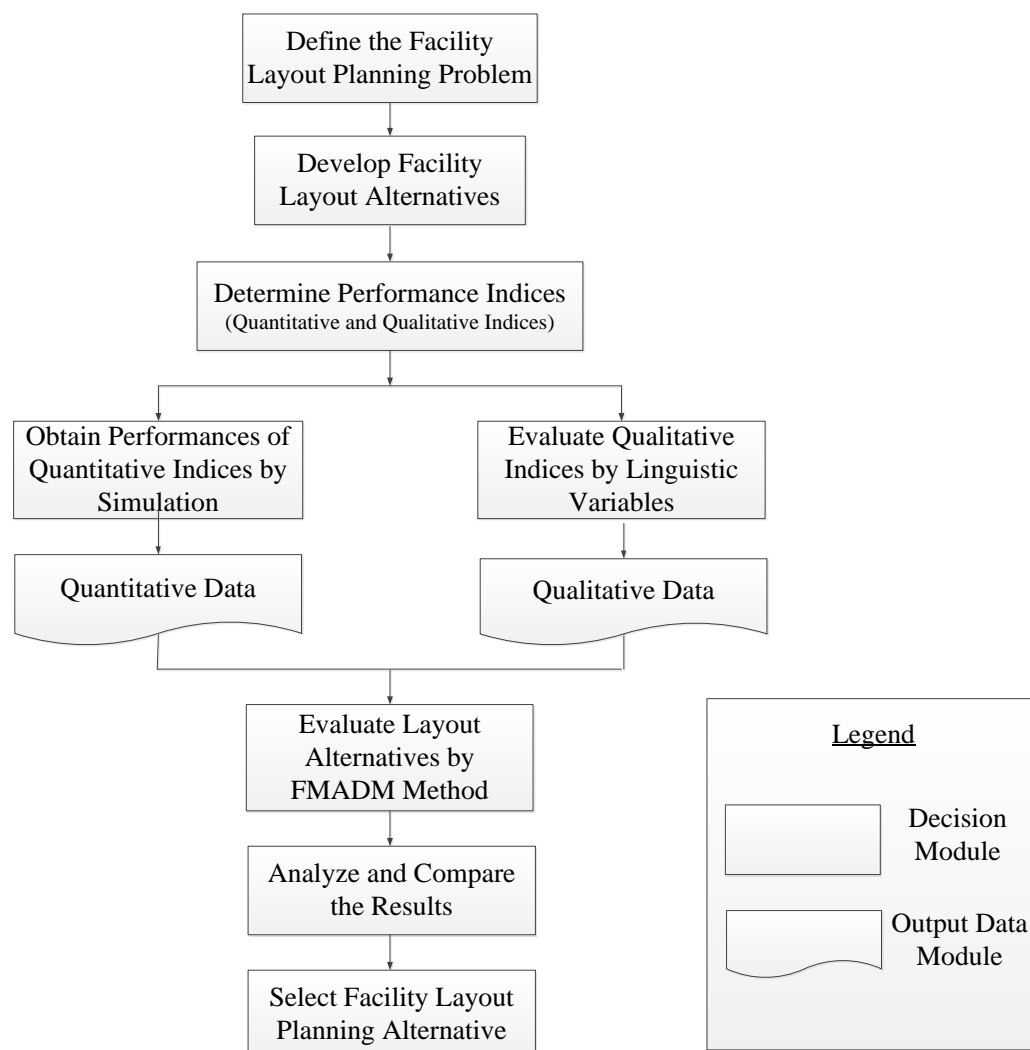 Define the Facility
Layout Planning Problem
Develop Facility
Layout Alternatives
Determine Performance Indices
(Quantitative and Qualitative Indices)
Obtain Performances of
Quantitative Indices by
Simulation
Evaluate Qualitative
Indices by Linguistic
Variables
Quantitative Data
Qualitative Data
Evaluate Layout
Alternatives by
FMADM Method
Analyze and Compare
the Results
Select Facility Layout
Planning Alternative
Legend
Decision
Module
Output Data
Module